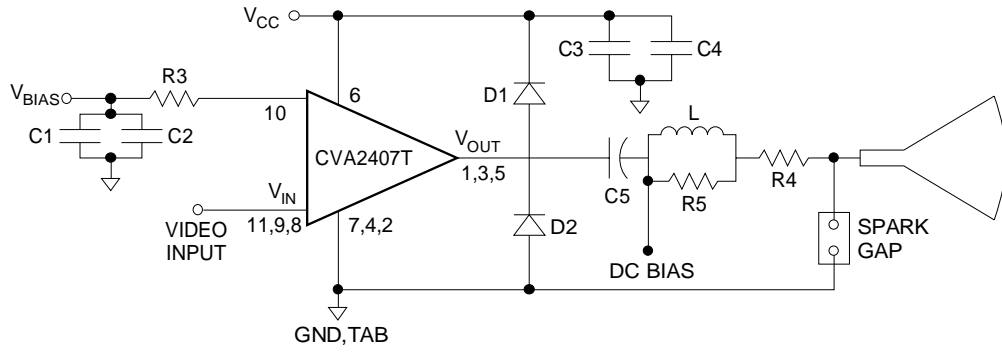 VCC
C3
C4
R3
VBIAS
6
D1
10
L
C1
C2
CVA2407T
VOUT
1,3,5
R4
VIN
C5
R5
11,9,8
7,4,2
D2
VIDEO
INPUT
SPARK
GAP
DC BIAS
GND,TAB